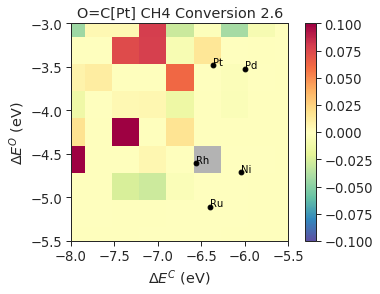 O=C[Pt] CH4 Conversion 2.6
−3.0
−3.5
−4.0
−4.5
−5.0
−5.5
ΔE^O (eV)
Pt
Pd
Rh
Ni
Ru
−8.0 −7.5 −7.0 −6.5 −6.0 −5.5
ΔE^C (eV)
0.100
0.075
0.050
0.025
0.000
−0.025
−0.050
−0.075
−0.100